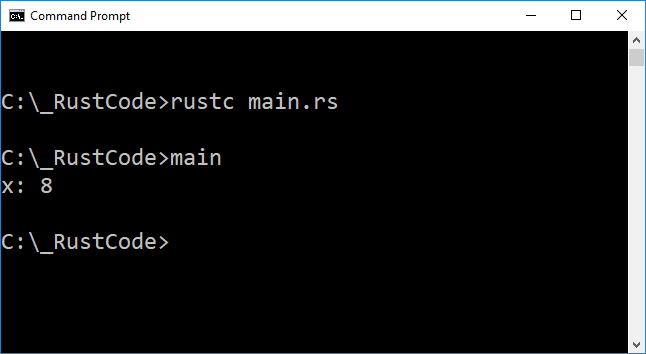 Command Prompt
C:\_RustCode>rustc main.rs
C:\_RustCode>main
x: 8
C:\_RustCode>